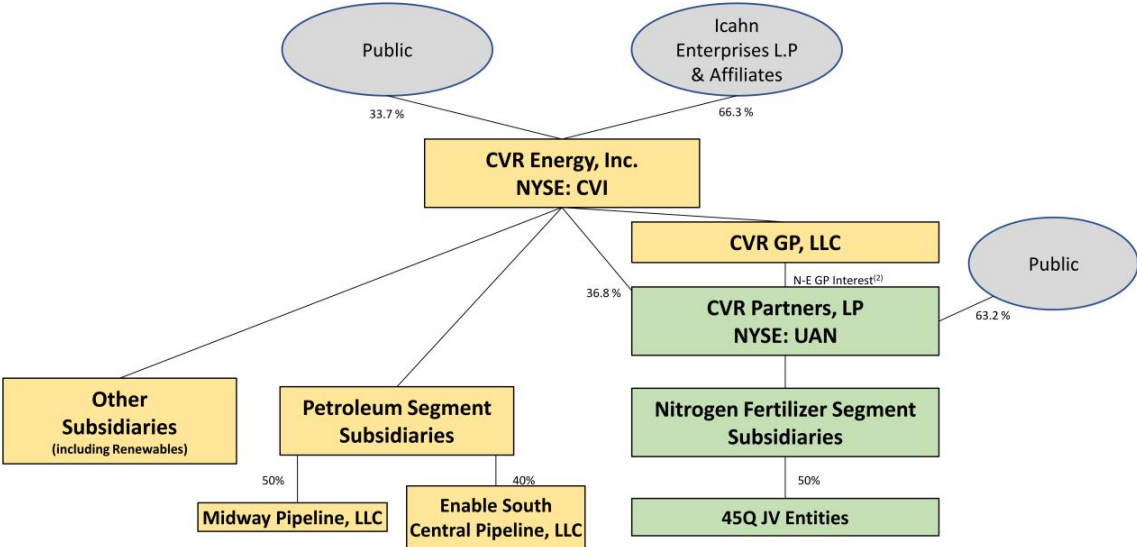 Public
Icahn
Enterprises L.P
& Affiliates
33.7 %
66.3 %
CVR Energy, Inc.
NYSE: CVI
CVR GP, LLC
Public
N-E GP Interest(2)
36.8 %
CVR Partners, LP
NYSE: UAN
63.2 %
Other
Subsidiaries
(including Renewables)
Petroleum Segment
Subsidiaries
Nitrogen Fertilizer Segment
Subsidiaries
50%
40%
50%
Midway Pipeline, LLC
Enable South
Central Pipeline, LLC
45Q JV Entities